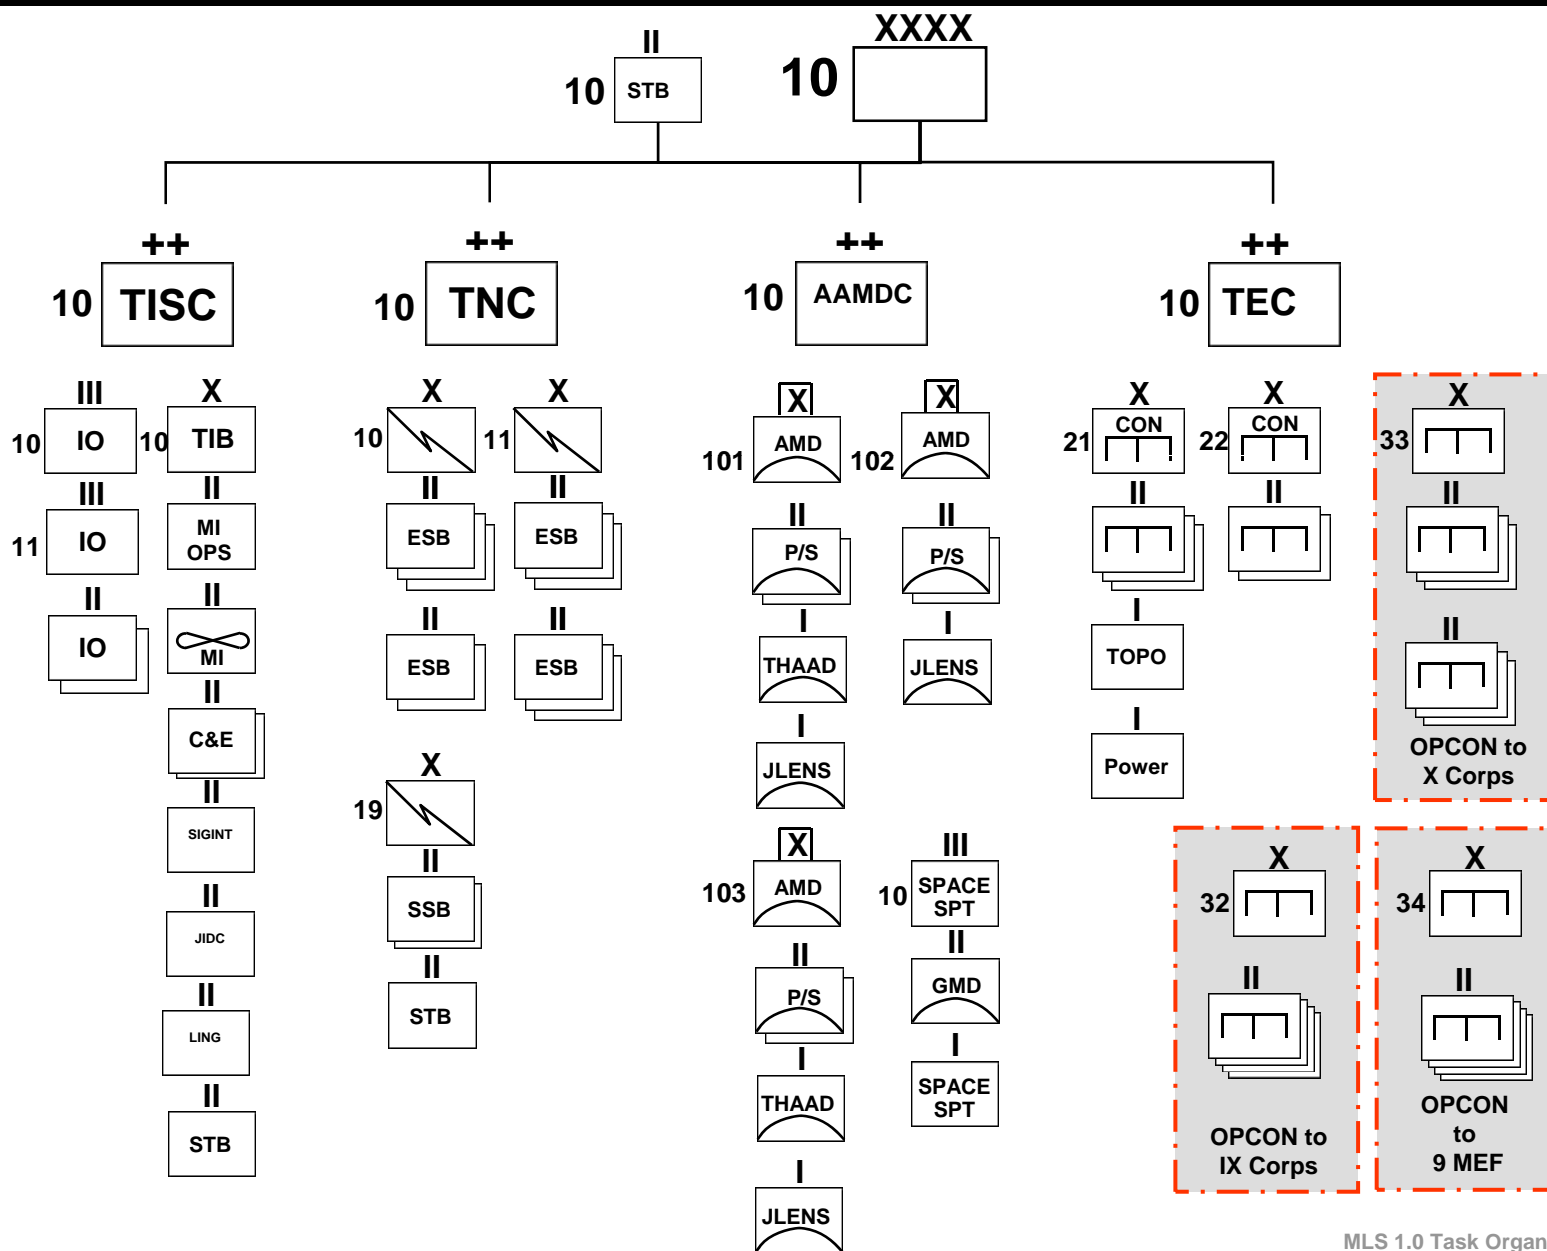 XXXX
II
10
STB
10
++
10
TISC
++
10
TNC
++
10
AAMDC
++
10
TEC
III
10
IO
III
11
IO
II
IO
X
10
TIB
II
MI
OPS
II
MI
II
C&E
II
SIGINT
II
JIDC
II
LING
II
STB
X
10
II
ESB
II
ESB
X
11
II
ESB
II
ESB
X
19
II
SSB
II
STB
X
101
AMD
II
P/S
I
THAAD
I
JLENS
X
102
AMD
II
P/S
I
JLENS
X
103
AMD
II
P/S
I
THAAD
I
JLENS
III
10
SPACE
SPT
II
GMD
I
SPACE
SPT
X
21
CON
II
I
TOPO
I
Power
X
22
CON
II
X
33
II
II
OPCON to
X Corps
X
32
II
OPCON to
IX Corps
X
34
II
OPCON
to
9 MEF
MLS 1.0 Task Organ